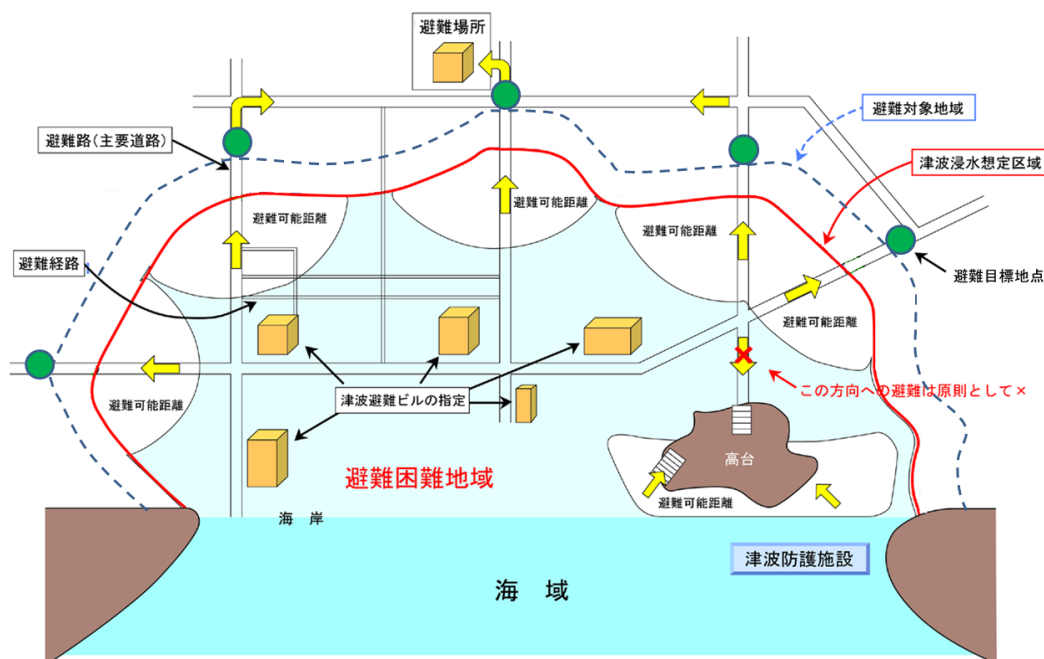 避難場所
避難対象地域
避難路(主要道路)
津波浸水想定区域
避難可能距離
避難可能距離
避難可能距離
避難経路
避難目標地点
避難可能距離
この方向への避難は原則として×
避難可能距離
津波避難ビルの指定
高台
避難困難地域
避難可能距離
海 岸
津波防護施設
海 域